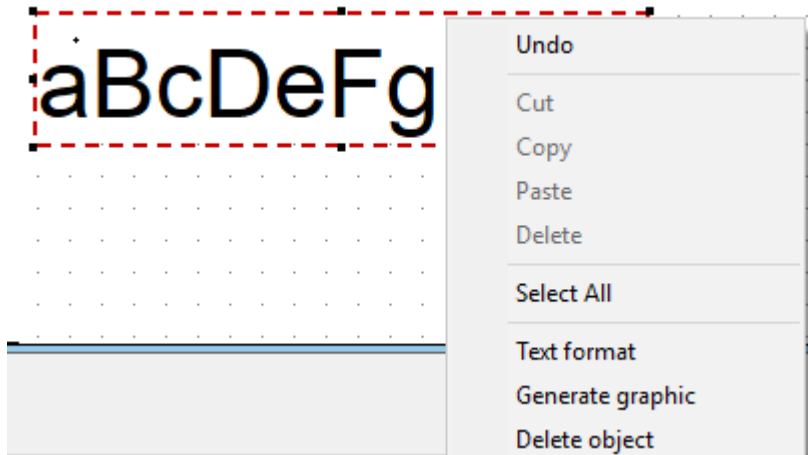 aBcDeFg
Undo
Cut
Copy
Paste
Delete
Select All
Text format
Generate graphic
Delete object